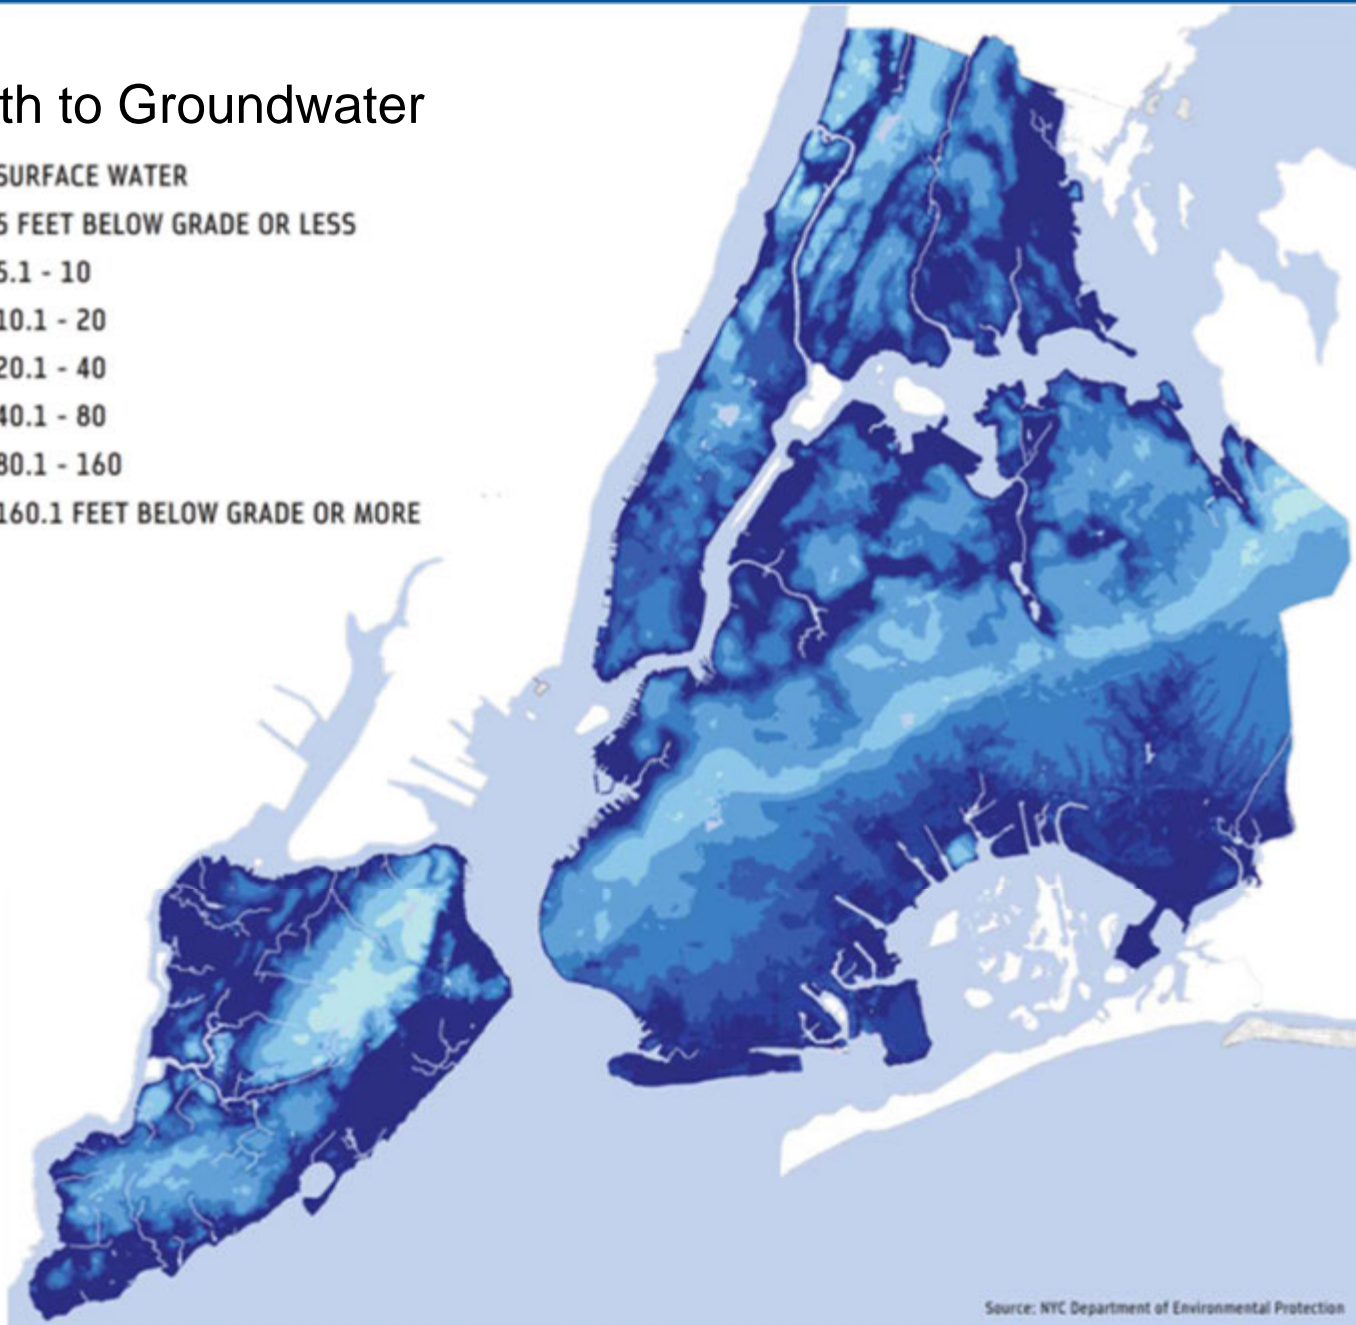 th to Groundwater
SURFACE WATER
5 FEET BELOW GRADE OR LESS
5.1 - 10
10.1 - 20
20.1 - 40
40.1 - 80
80.1 - 160
160.1 FEET BELOW GRADE OR MORE
Source: NYC Department of Environmental Protection